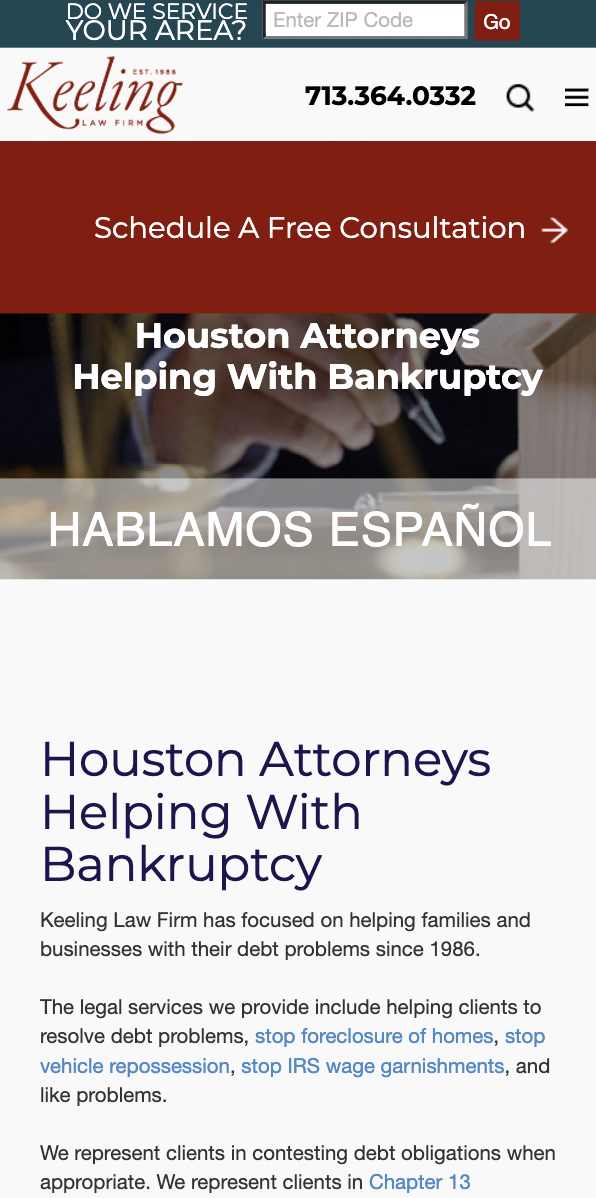 DO WE SERVICE
YOUR AREA?
Enter ZIP Code
Go
Keeling
EST. 1986
LAW FIRM
713.364.0332
Schedule A Free Consultation
Houston Attorneys
Helping With Bankruptcy
HABLAMOS ESPAÑOL
Houston Attorneys
Helping With
Bankruptcy
Keeling Law Firm has focused on helping families and
businesses with their debt problems since 1986.
The legal services we provide include helping clients to
resolve debt problems, stop foreclosure of homes, stop
vehicle repossession, stop IRS wage garnishments, and
like problems.
We represent clients in contesting debt obligations when
appropriate. We represent clients in Chapter 13